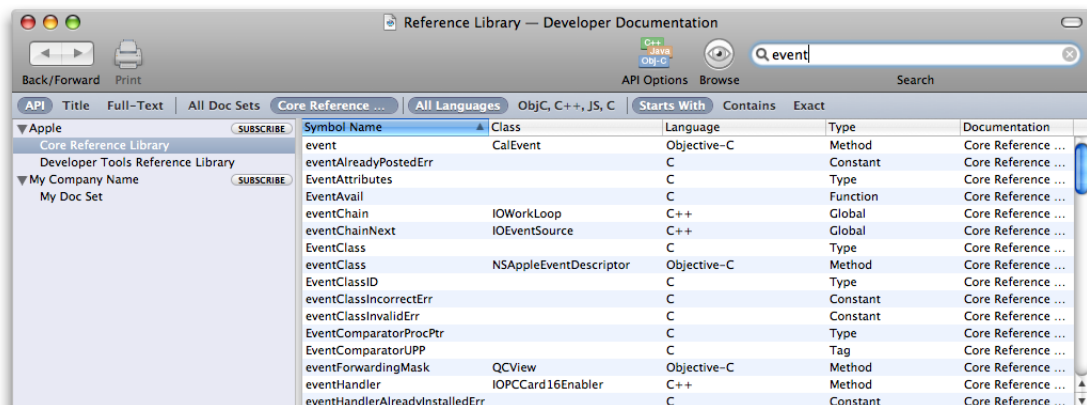 Reference Library — Developer Documentation
C++
Java
Obj-C
event
Back/Forward Print API Options Browse Search
API Title Full-Text All Doc Sets Core Reference ... All Languages ObjC, C++, JS, C Starts With Contains Exact
Apple SUBSCRIBE
Core Reference Library
Developer Tools Reference Library
My Company Name SUBSCRIBE
My Doc Set
Symbol Name Class Language Type Documentation
event CalEvent Objective-C Method Core Reference ...
eventAlreadyPostedErr C Constant Core Reference ...
EventAttributes C Type Core Reference ...
EventAvail C Function Core Reference ...
eventChain IOWorkLoop C++ Global Core Reference ...
eventChainNext IOEventSource C++ Global Core Reference ...
EventClass C Type Core Reference ...
eventClass NSAppleEventDescriptor Objective-C Method Core Reference ...
EventClassID C Type Core Reference ...
eventClassIncorrectErr C Constant Core Reference ...
eventClassInvalidErr C Constant Core Reference ...
EventComparatorProcPtr C Type Core Reference ...
EventComparatorUPP C Tag Core Reference ...
eventForwardingMask QCView Objective-C Method Core Reference ...
eventHandler IOPCCard16Enabler C++ Method Core Reference ...
eventHandlerAlreadyInstalledErr C Constant Core Reference ...